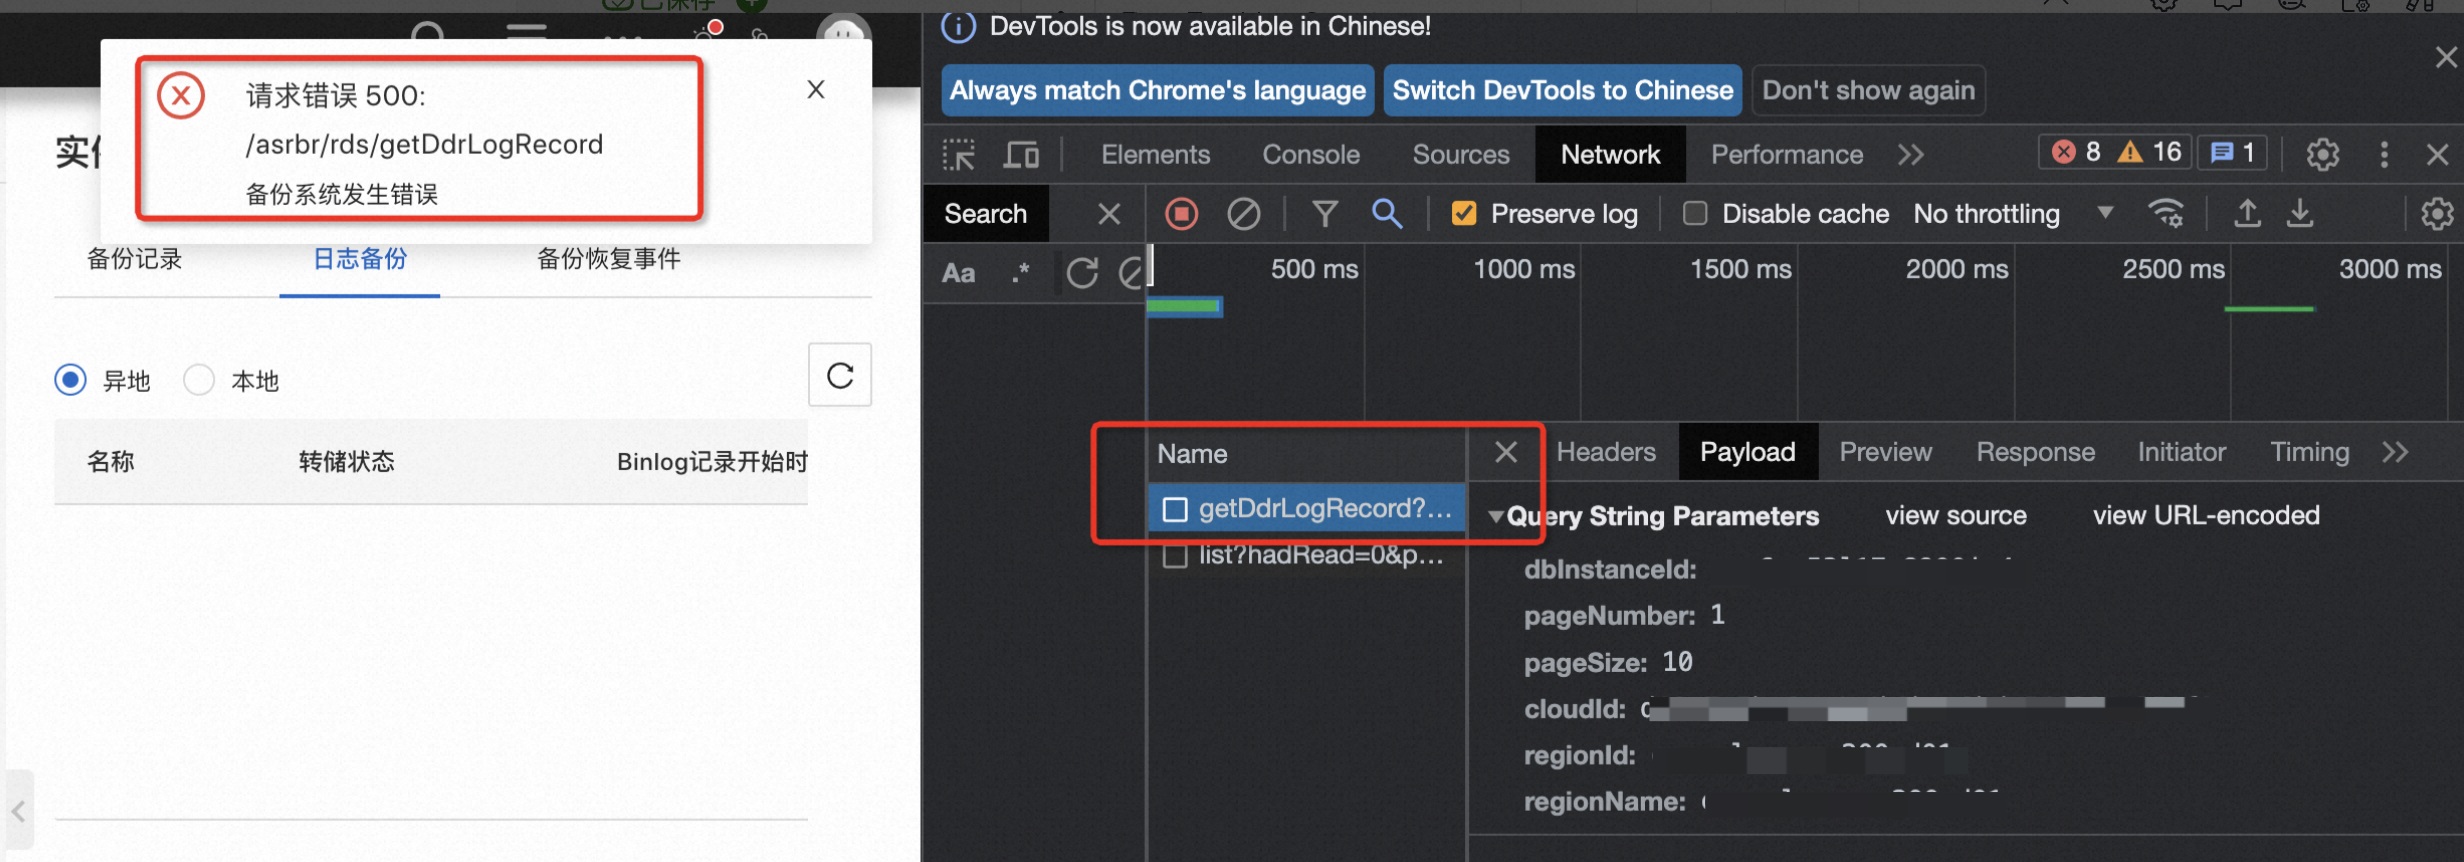 已保存
请求错误 500:
/asrbr/rds/getDdrLogRecord
备份系统发生错误
备份记录
日志备份
备份恢复事件
异地
本地
名称
转储状态
Binlog记录开始时
DevTools is now available in Chinese!
Always match Chrome's language
Switch DevTools to Chinese
Don't show again
Elements
Console
Sources
Network
Performance
8
16
1
Search
Preserve log
Disable cache
No throttling
Aa
.*
500 ms
1000 ms
1500 ms
2000 ms
2500 ms
3000 ms
Name
getDdrLogRecord?...
list?hadRead=0&p...
Headers
Payload
Preview
Response
Initiator
Timing
Query String Parameters
view source
view URL-encoded
dbInstanceId:
pageNumber: 1
pageSize: 10
cloudId:
regionId:
regionName: